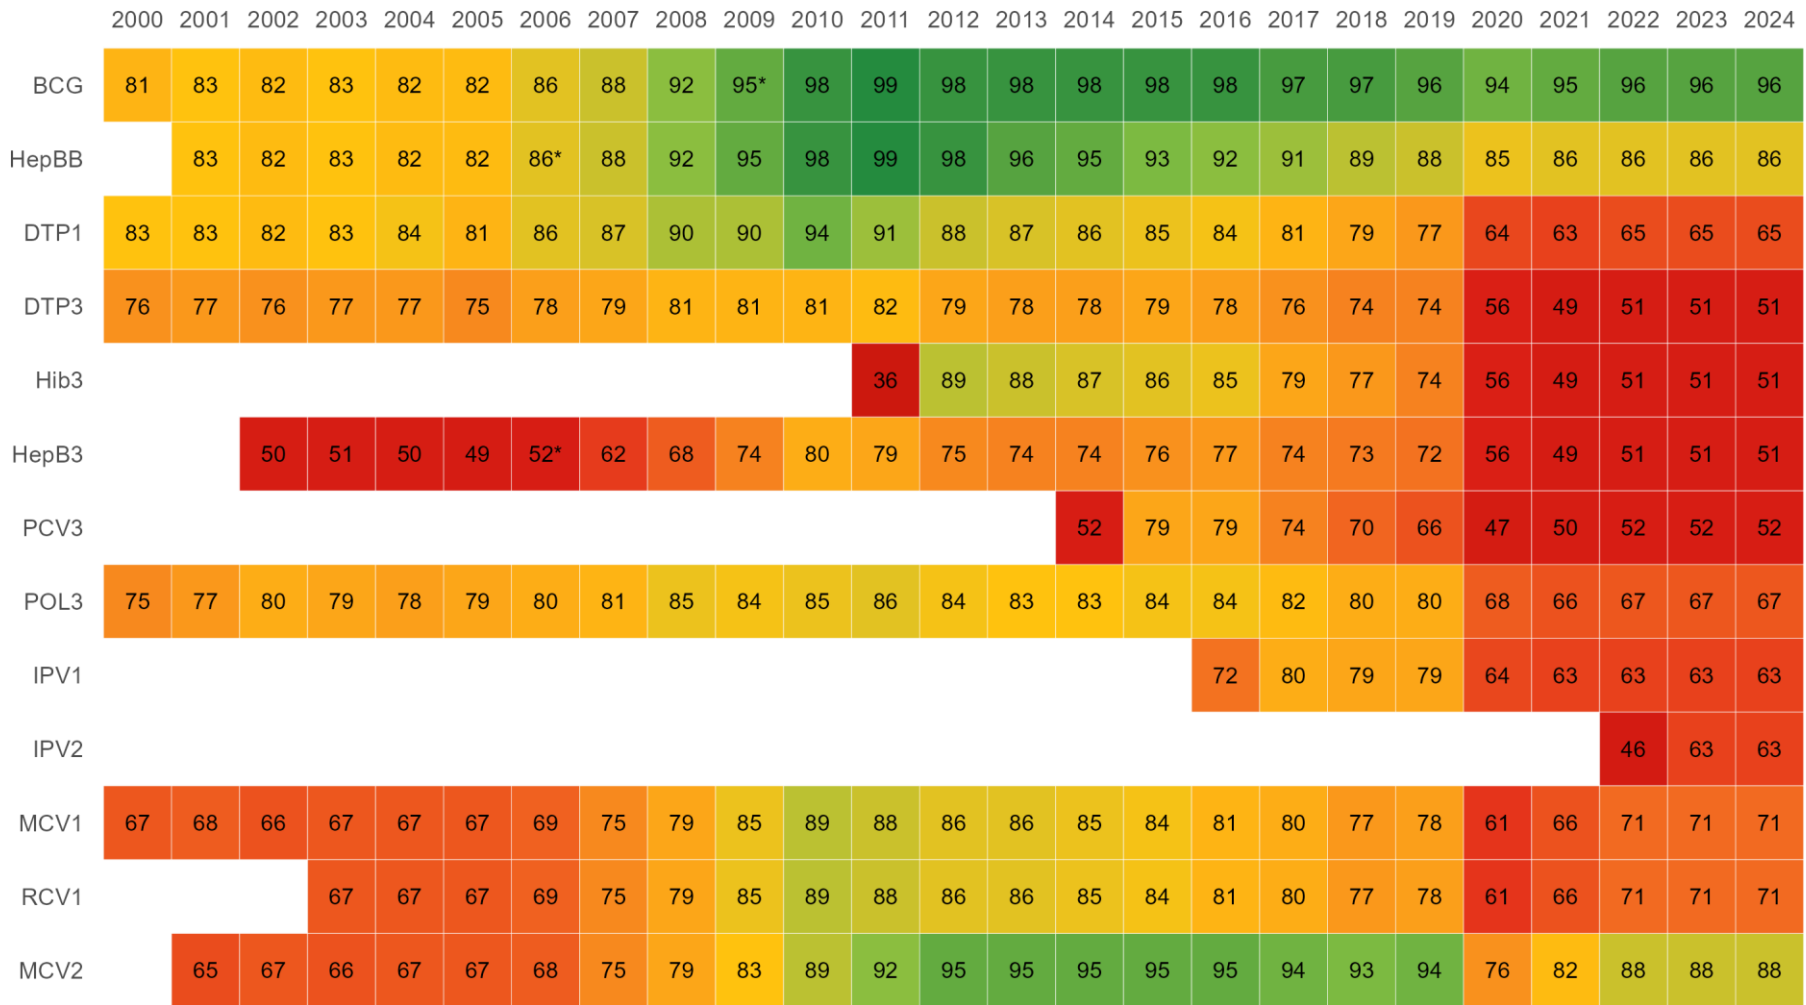 2000 2001 2002 2003 2004 2005 2006 2007 2008 2009 2010 2011 2012 2013 2014 2015 2016 2017 2018 2019 2020 2021 2022 2023 2024
BCG 81 83 82 83 82 82 86 88 92 95* 98 99 98 98 98 98 98 97 97 96 94 95 96 96 96
HepBB 83 82 83 82 82 86* 88 92 95 98 99 98 96 95 93 92 91 89 88 85 86 86 86 86
DTP1 83 83 82 83 84 81 86 87 90 90 94 91 88 87 86 85 84 81 79 77 64 63 65 65 65
DTP3 76 77 76 77 77 75 78 79 81 81 81 82 79 78 78 79 78 76 74 74 56 49 51 51 51
Hib3 36 89 88 87 86 85 79 77 74 56 49 51 51 51
HepB3 50 51 50 49 52* 62 68 74 80 79 75 74 74 76 77 74 73 72 56 49 51 51 51
PCV3 52 79 79 74 70 66 47 50 52 52 52
POL3 75 77 80 79 78 79 80 81 85 84 85 86 84 83 83 84 84 82 80 80 68 66 67 67 67
IPV1 72 80 79 79 64 63 63 63 63
IPV2 46 63 63
MCV1 67 68 66 67 67 67 69 75 79 85 89 88 86 86 85 84 81 80 77 78 61 66 71 71 71
RCV1 67 67 67 69 75 79 85 89 88 86 86 85 84 81 80 77 78 61 66 71 71 71
MCV2 65 67 66 67 67 68 75 79 83 89 92 95 95 95 95 95 94 93 94 76 82 88 88 88